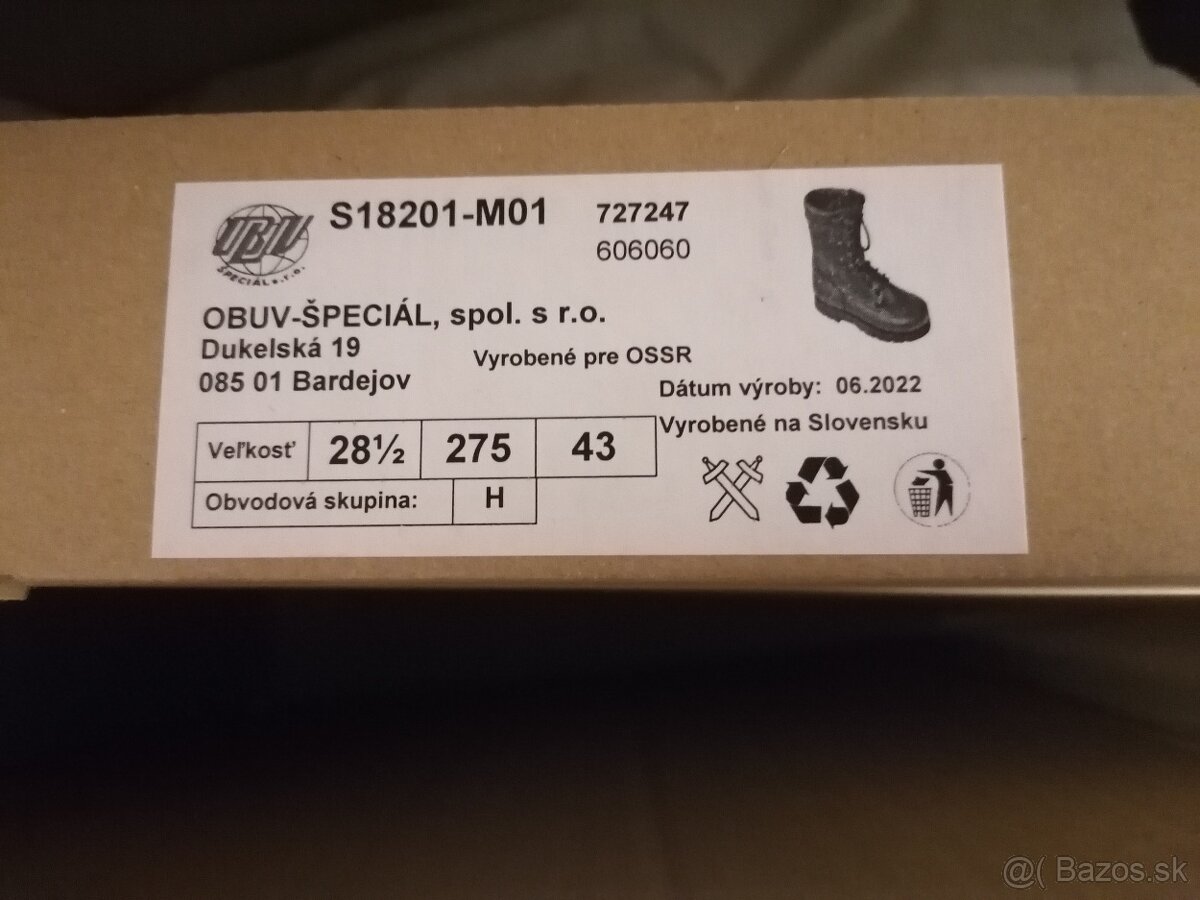 OBUV
ŠPECIÁL s.r.o.
S18201-M01
727247
606060
OBUV-ŠPECIÁL, spol. s r.o.
Dukelská 19
085 01 Bardejov
Vyrobené pre OSSR
Dátum výroby: 06.2022
Vyrobené na Slovensku
Veľkosť 28½ 275 43
Obvodová skupina: H
@( Bazos.sk